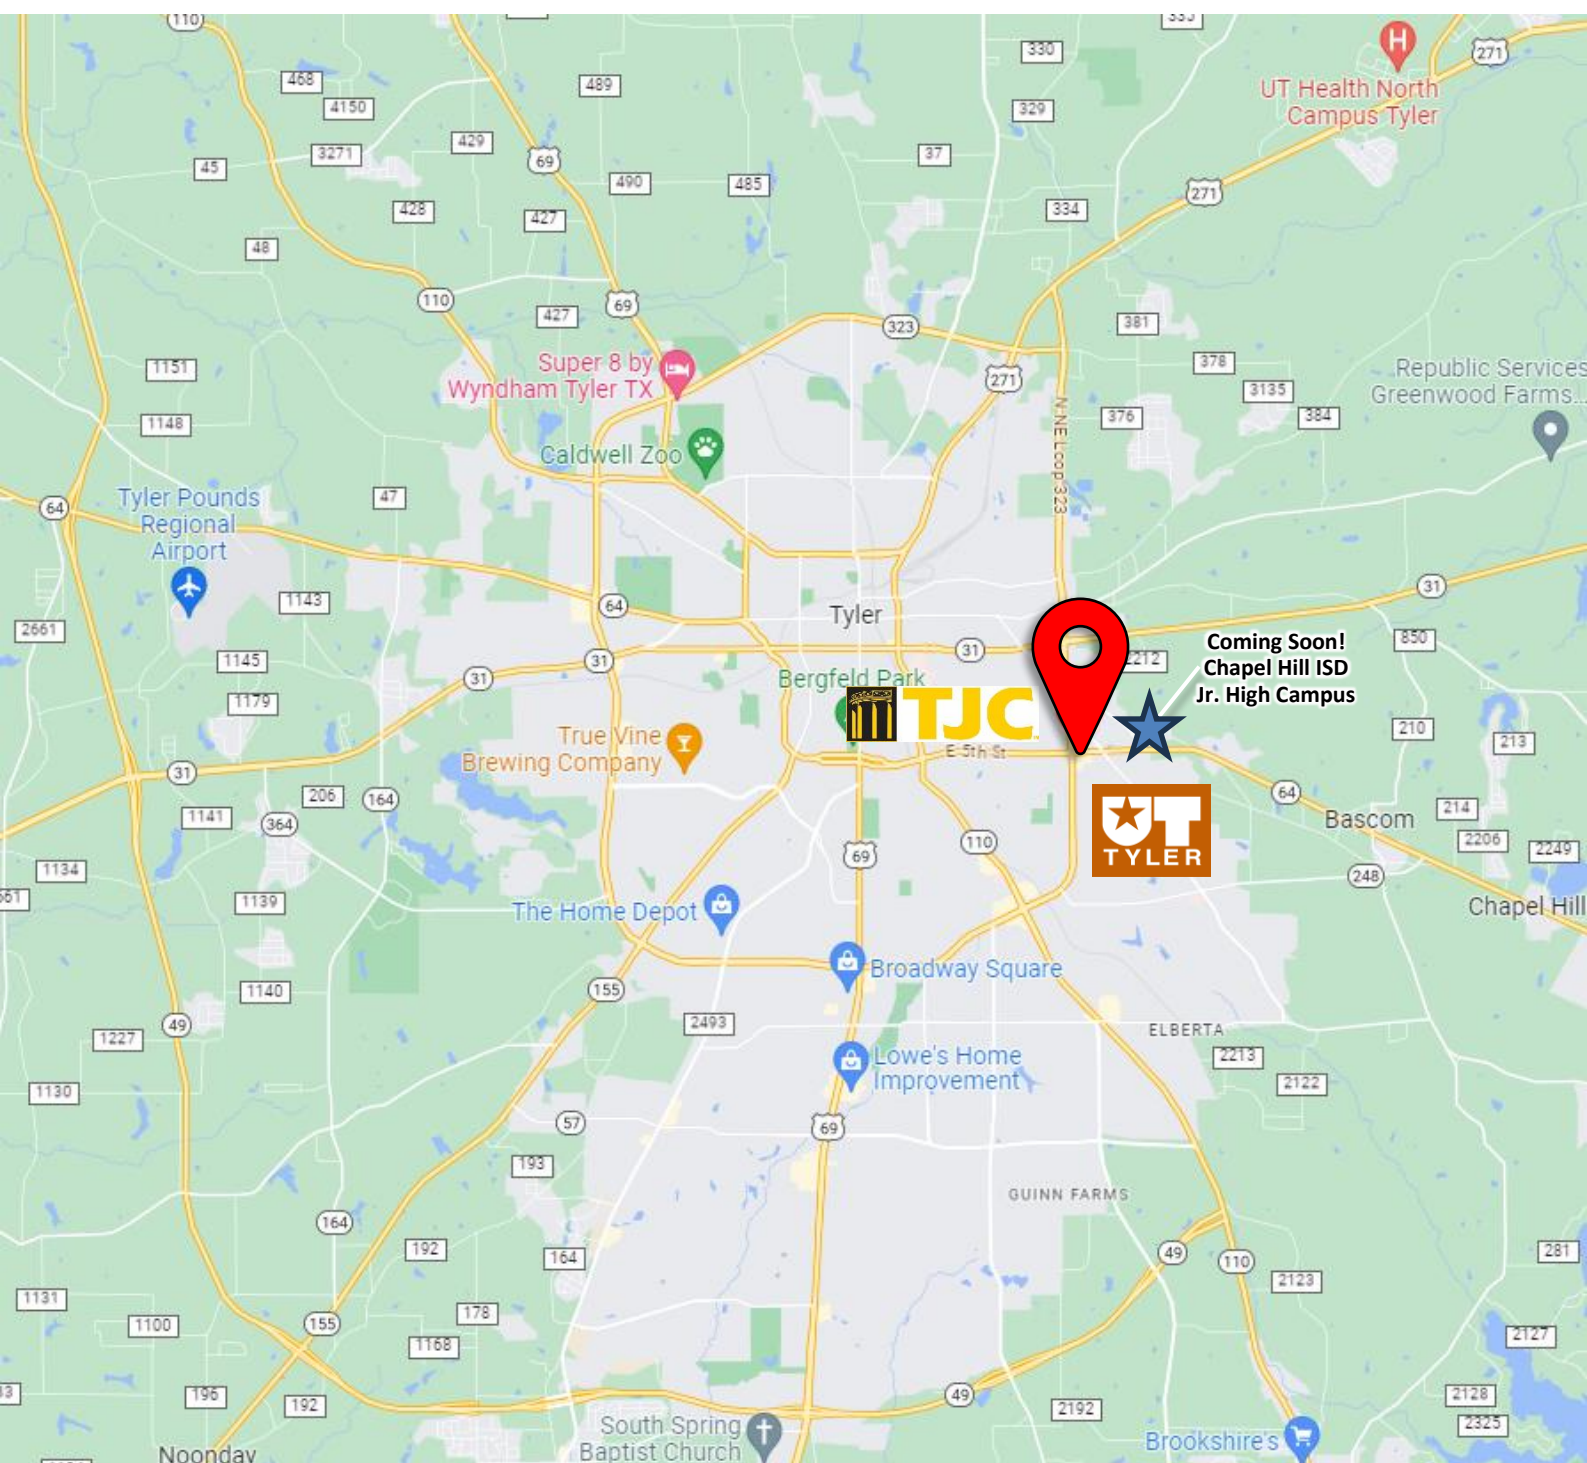 110
335
330
271
UT Health North
Campus Tyler
468
4150
489
329
429
3271
69
37
45
490
485
428
427
334
271
48
110
69
427
323
381
Super 8 by
Wyndham Tyler TX
1151
378
271
3135
Republic Services
Greenwood Farms...
1148
376
384
N NE Loop 323
Caldwell Zoo
47
64
Tyler Pounds
Regional
Airport
31
1143
64
Tyler
2661
31
850
Coming Soon!
Chapel Hill ISD
Jr. High Campus
1145
31
31
2212
Bergfeld Park
TJC
1179
210
213
True Vine
Brewing Company
E 5th St
31
206
164
64
214
1141
364
Bascom
UT
TYLER
110
2206
2249
69
1134
248
661
1139
The Home Depot
Chapel Hill
Broadway Square
155
1140
49
2493
1227
ELBERTA
2213
Lowe's Home
Improvement
1130
2122
57
69
193
GUINN FARMS
164
192
164
49
110
281
2123
1131
178
155
1100
1168
2127
196
192
49
2192
2128
2325
South Spring
Baptist Church
Brookshire's
Noonday